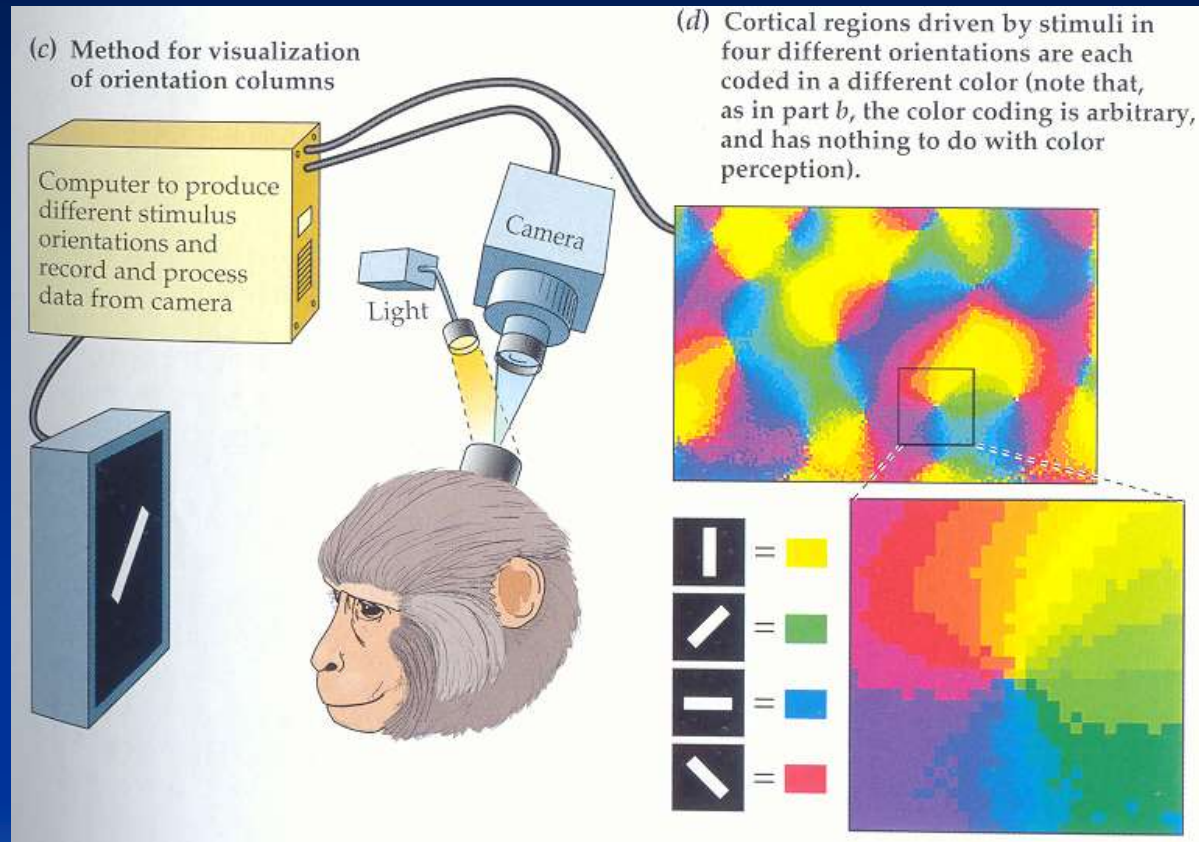 (c) Method for visualization
of orientation columns
Computer to produce
different stimulus
orientations and
record and process
data from camera
Light
Camera
(d) Cortical regions driven by stimuli in
four different orientations are each
coded in a different color (note that,
as in part b, the color coding is arbitrary,
and has nothing to do with color
perception).
=
=
=
=